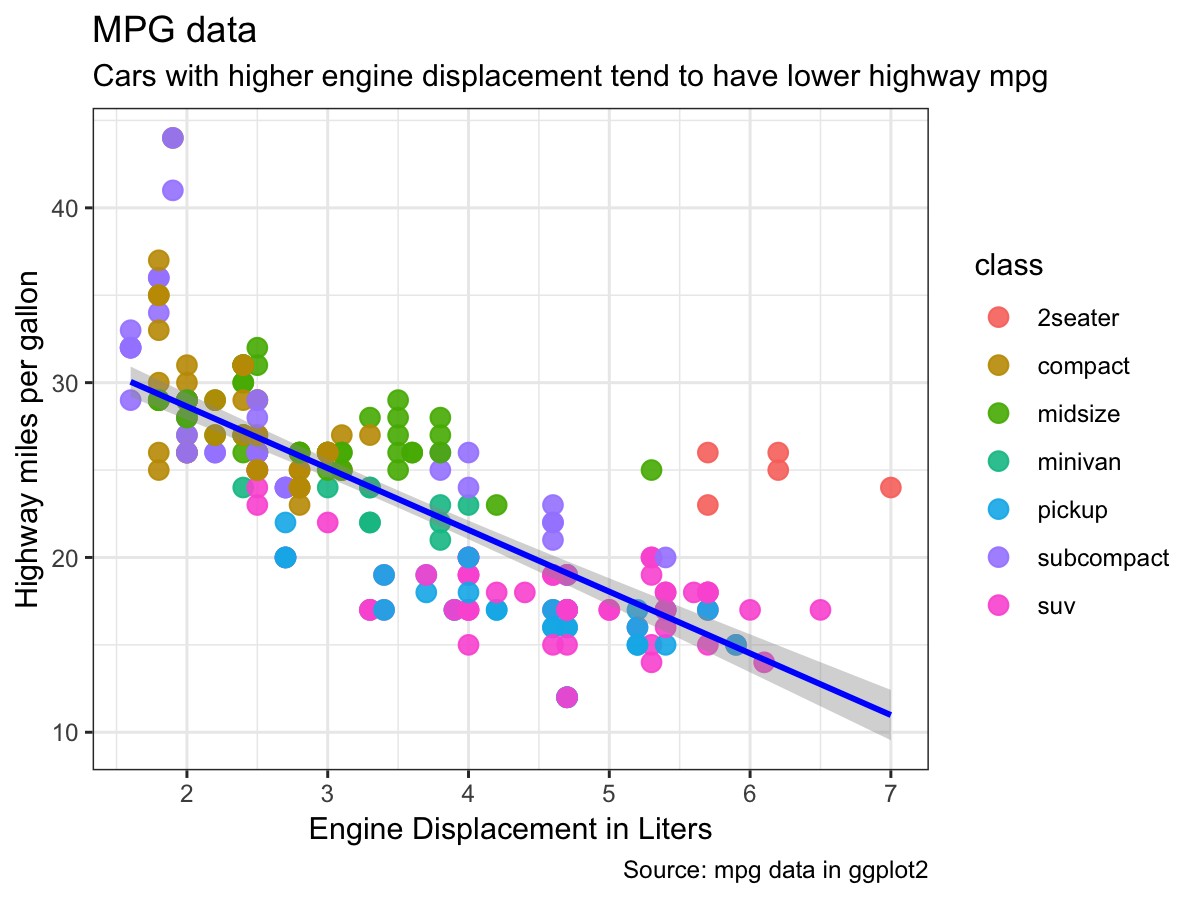 MPG data
Cars with higher engine displacement tend to have lower highway mpg
Highway miles per gallon
40
30
20
10
2 3 4 5 6 7
Engine Displacement in Liters
class
2seater
compact
midsize
minivan
pickup
subcompact
suv
Source: mpg data in ggplot2